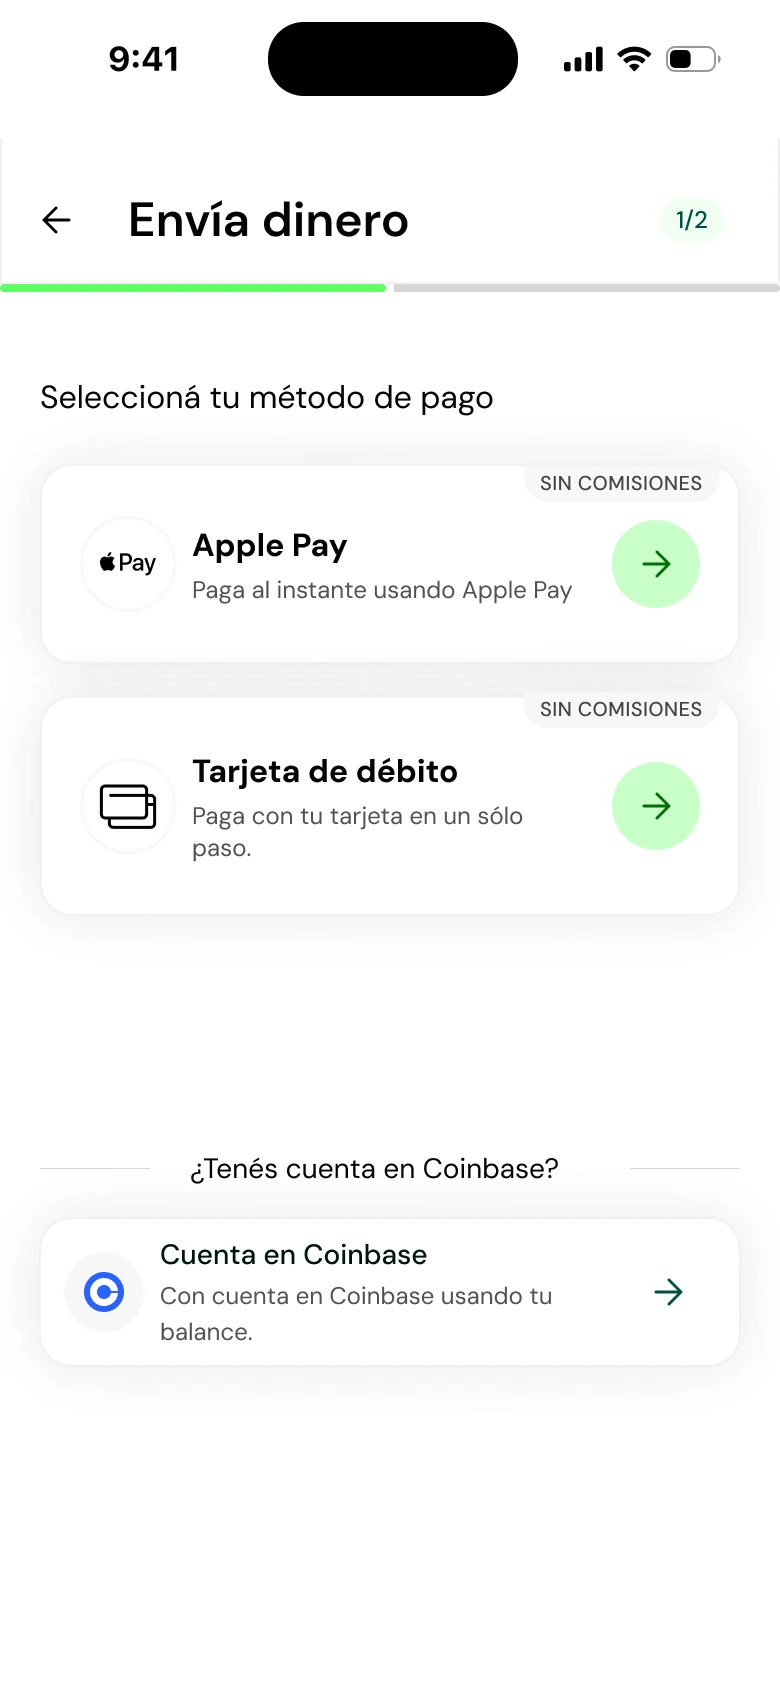 9:41
Envía dinero
1/2
Seleccioná tu método de pago
SIN COMISIONES
Pay
Apple Pay
Paga al instante usando Apple Pay
SIN COMISIONES
Tarjeta de débito
Paga con tu tarjeta en un sólo
paso.
¿Tenés cuenta en Coinbase?
Cuenta en Coinbase
Con cuenta en Coinbase usando tu
balance.